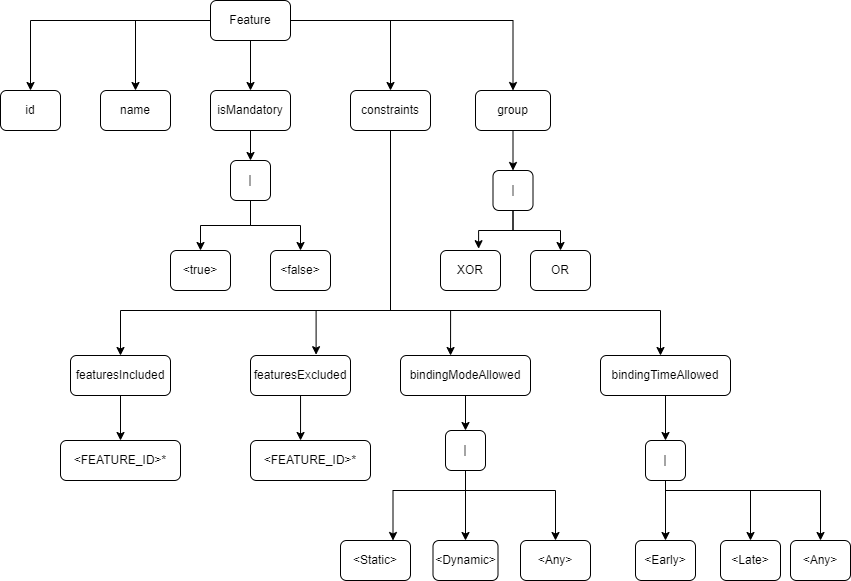 Feature
id
name
isMandatory
constraints
group
|
|
<true>
<false>
XOR
OR
featuresIncluded
featuresExcluded
bindingModeAllowed
bindingTimeAllowed
<FEATURE_ID>*
<FEATURE_ID>*
|
|
<Static>
<Dynamic>
<Any>
<Early>
<Late>
<Any>